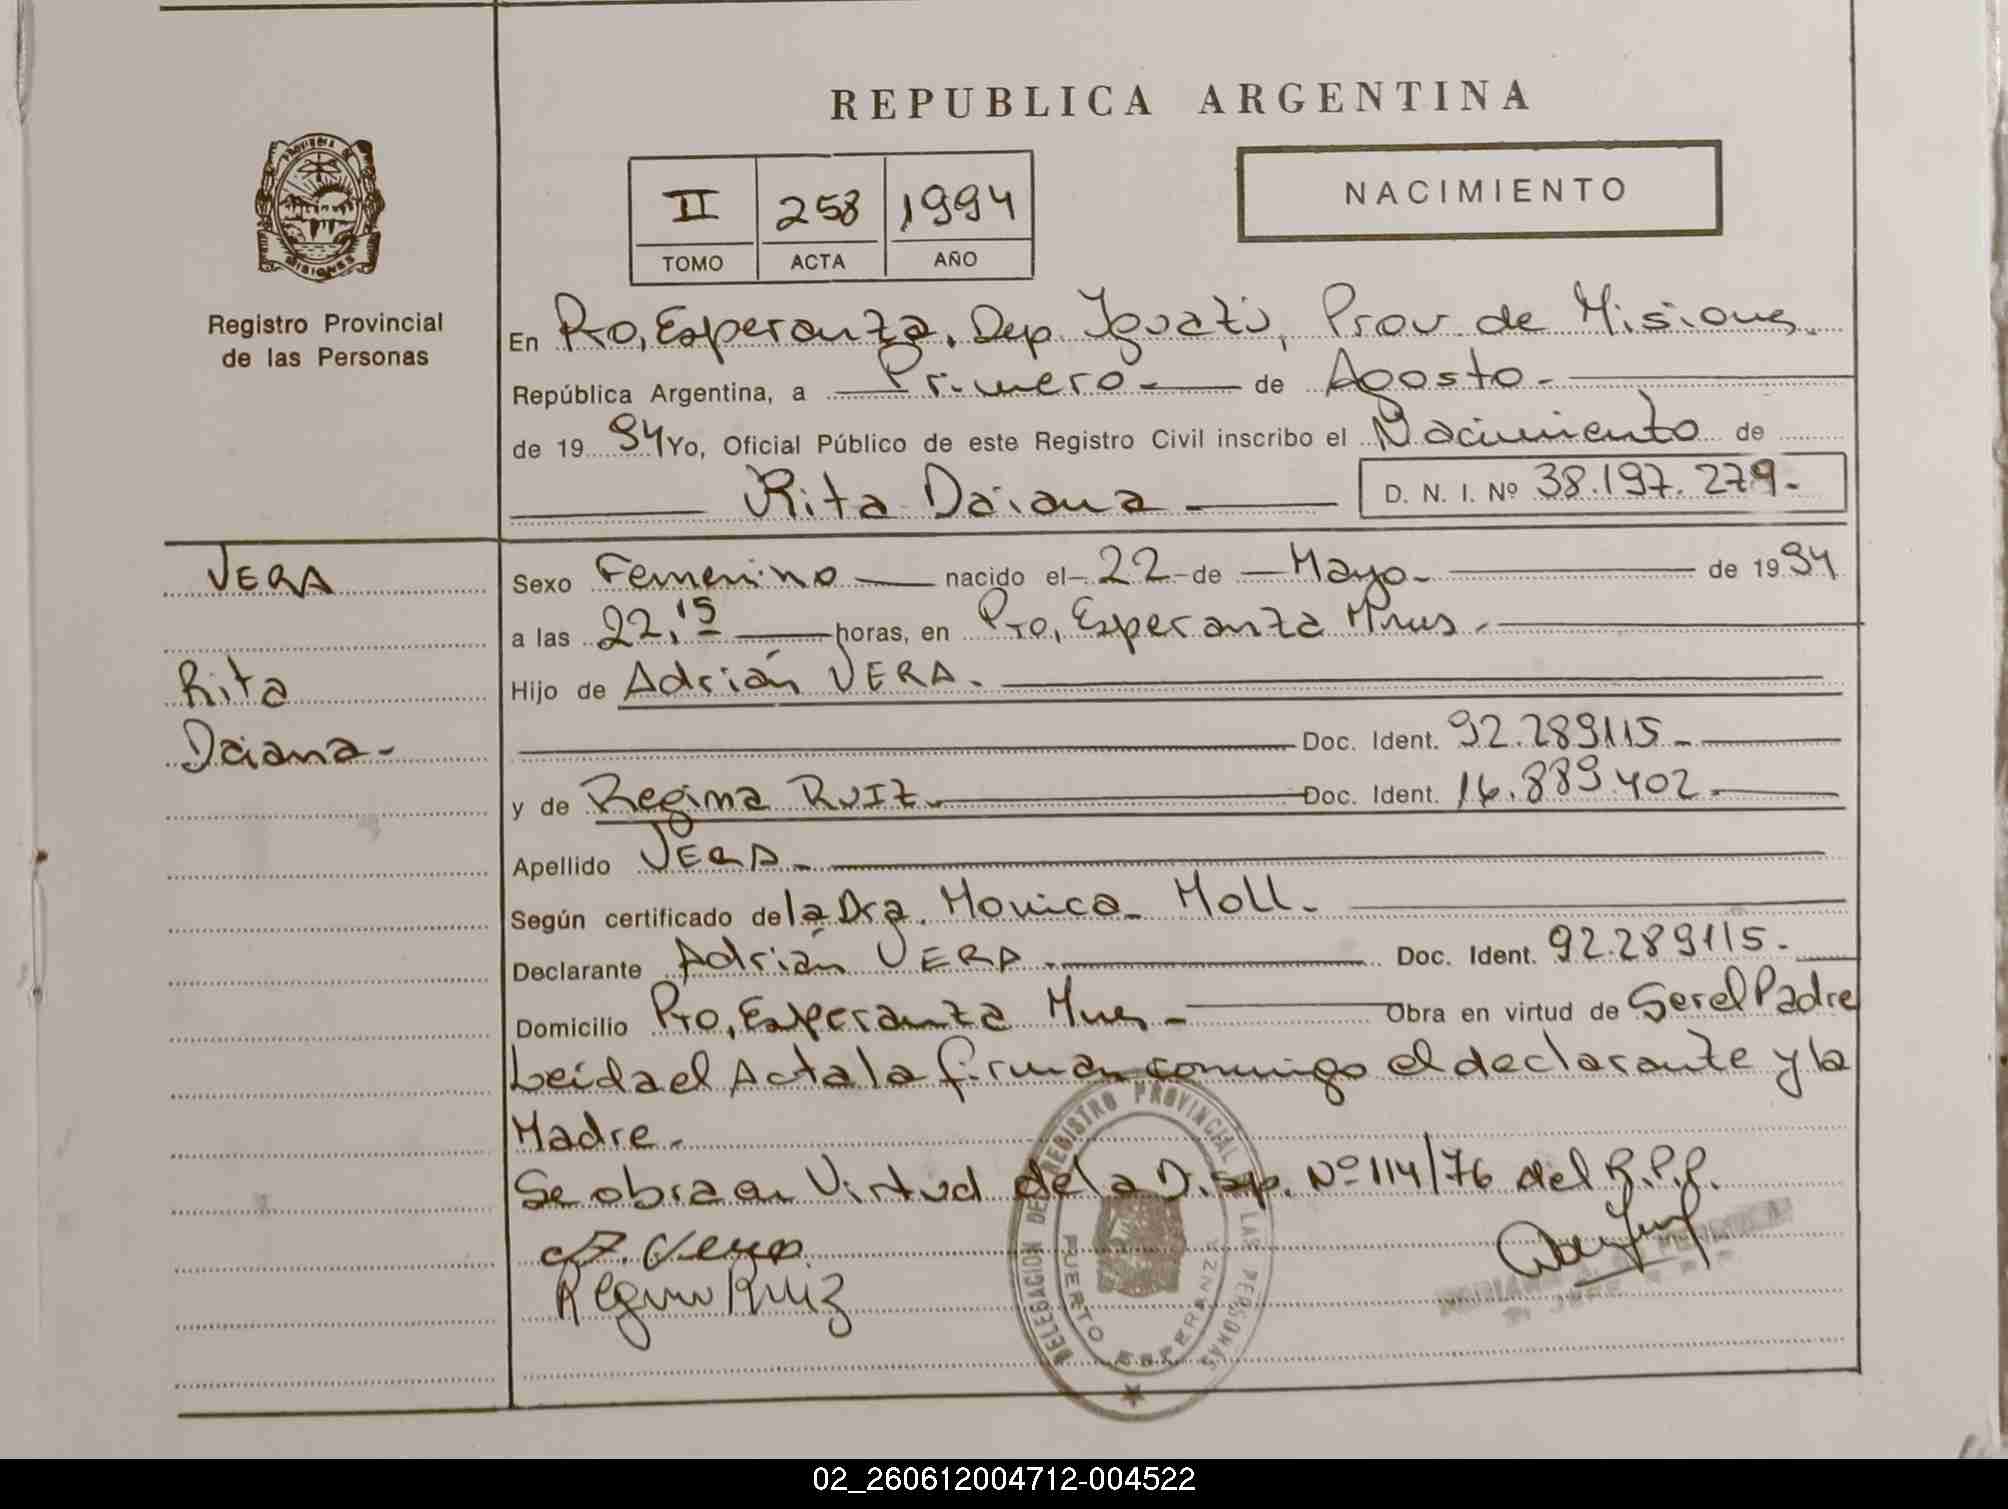 REPUBLICA ARGENTINA
PROVINCIA DE MISIONES
Registro Provincial
de las Personas
II 258 1994
TOMO ACTA AÑO
NACIMIENTO
En Pto. Esperanza, Dep. Iguazú, Prov de Misiones.
República Argentina, a Primero- de Agosto.-
de 1994 Yo, Oficial Público de este Registro Civil inscribo el Nacimiento de
Rita Daiana
D. N. I. Nº 38.197.279.-
VERA
Rita
Daiana-
Sexo Femenino nacido el 22 de Mayo- de 1994
a las 22,15 horas, en Pto, Esperanza Mnes.-
Hijo de Adrián VERA.
Doc. Ident. 92.289115.-
y de Regina RUIZ.- Doc. Ident. 16.889.402.-
Apellido VERA-
Según certificado de la Dra. Monica Moll.
Declarante Adrián VERA.- Doc. Ident. 92.289115.
Domicilio Pto, Esperanza Mnes- Obra en virtud de Ser el Padre
Leida el Acta la firman conmigo el declarante y la
Madre.
Se obra en Virtud de la Disp. Nº 114/76 del R.P.P.
A. Vera
Regina Ruiz
DELEGACION DEL REGISTRO PROVINCIAL DE LAS PERSONAS
PUERTO ESPERANZA
02_260612004712-004522